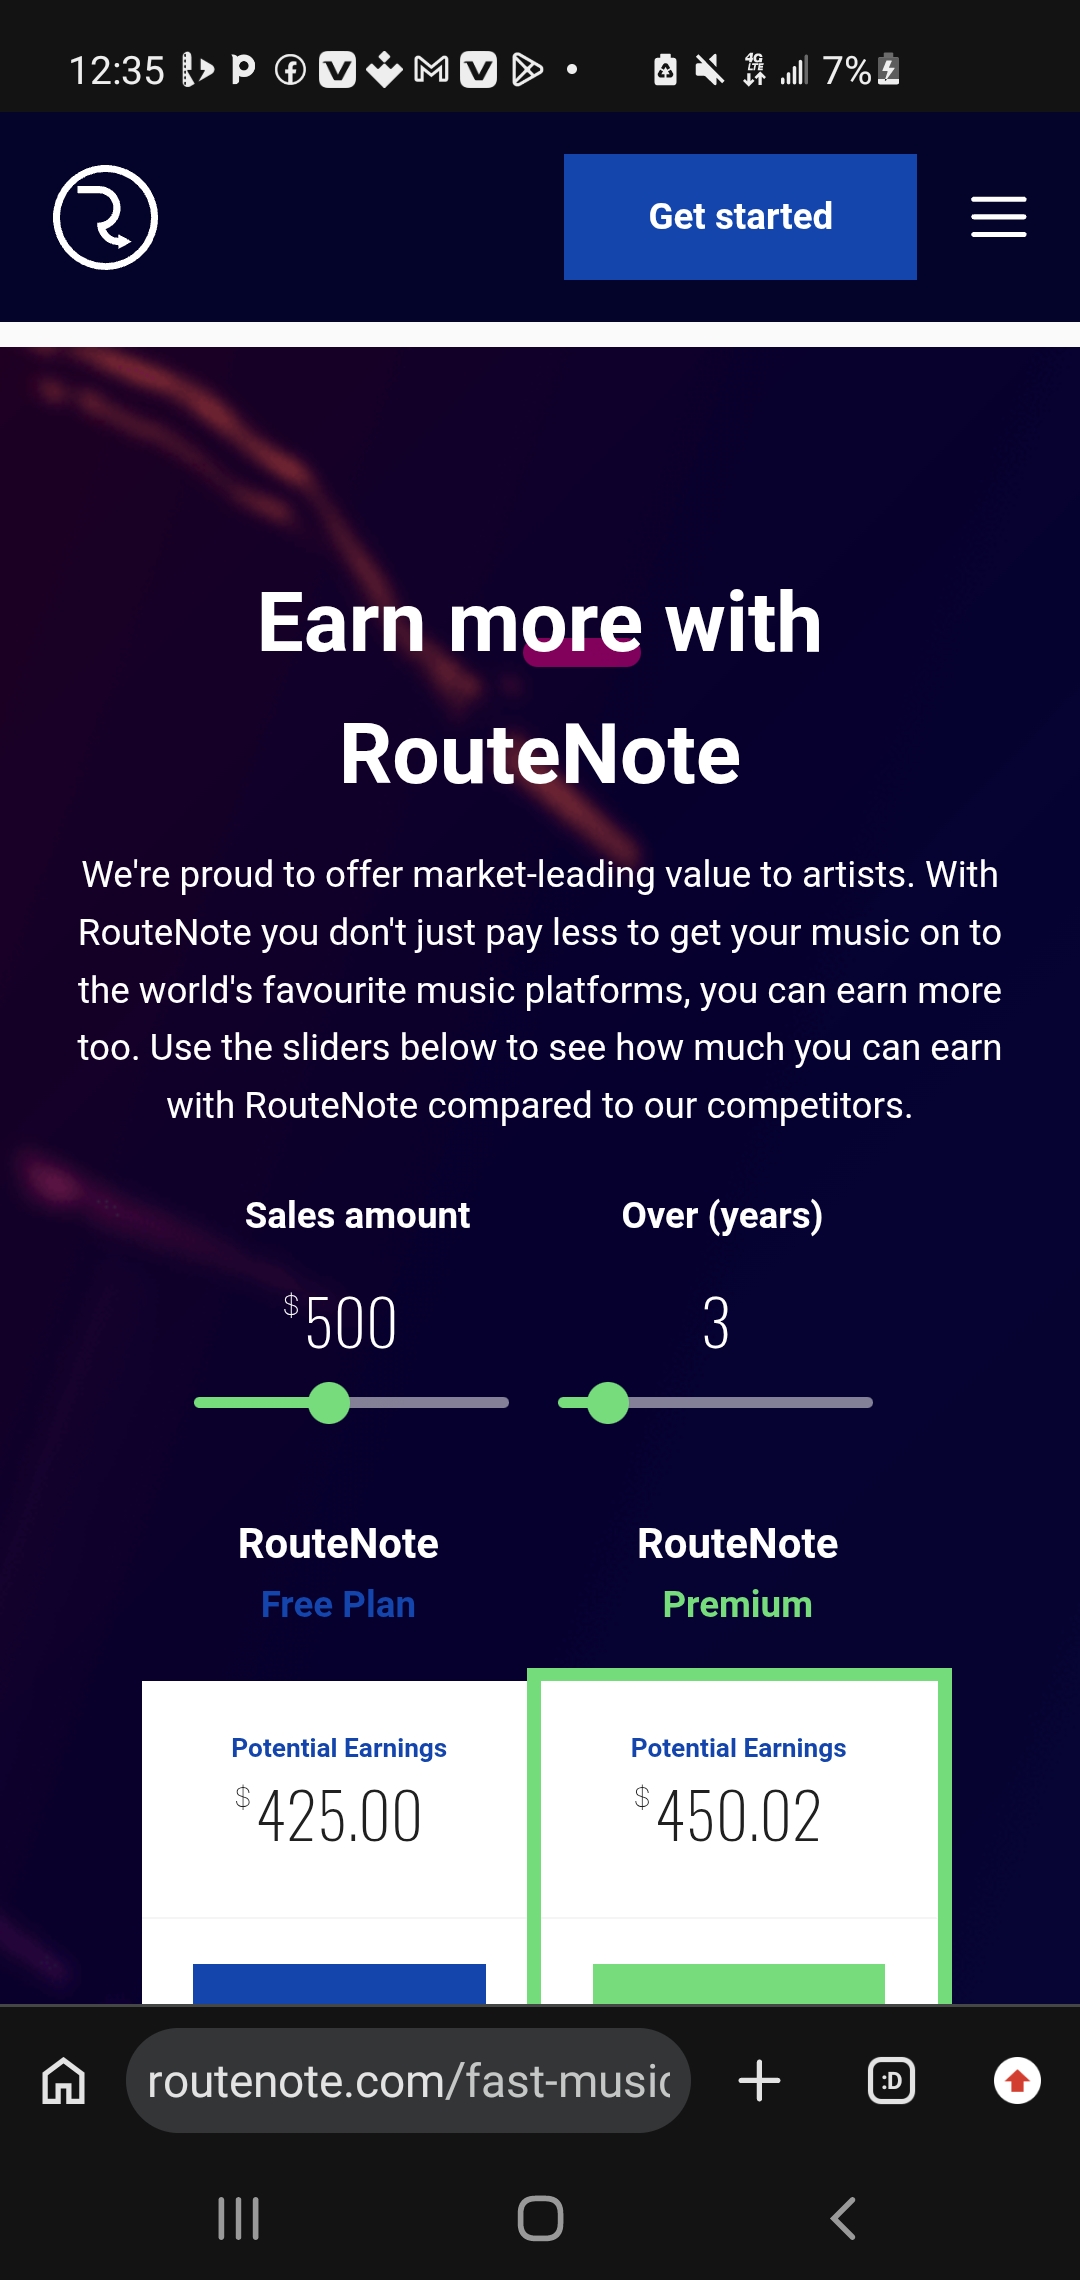 12:35
4G
LTE
7%
Get started
Earn more with
RouteNote
We're proud to offer market-leading value to artists. With
RouteNote you don't just pay less to get your music on to
the world's favourite music platforms, you can earn more
too. Use the sliders below to see how much you can earn
with RouteNote compared to our competitors.
Sales amount Over (years)
$500 3
RouteNote RouteNote
Free Plan Premium
Potential Earnings Potential Earnings
$425.00 $450.02
routenote.com/fast-music
:D